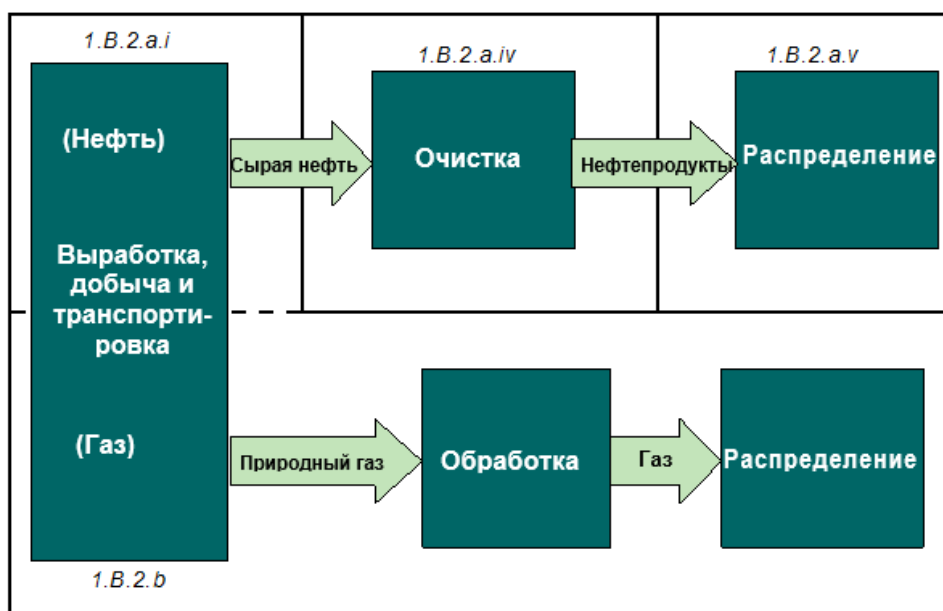 1.B.2.a.i
1.B.2.a.iv
1.B.2.a.v
(Нефть)
Сырая нефть
Очистка
Нефтепродукты
Распределение
Выработка,
добыча и
транспорти-
ровка
(Газ)
Природный газ
Обработка
Газ
Распределение
1.B.2.b